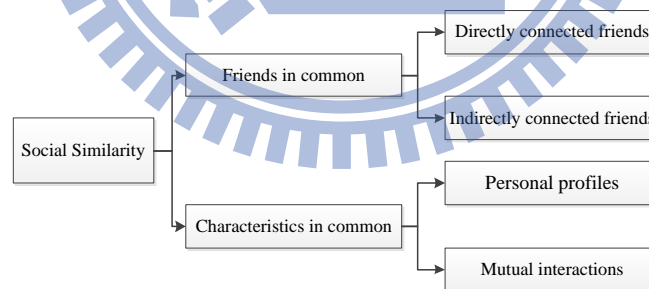 Directly connected friends
Friends in common
Indirectly connected friends
Social Similarity
Personal profiles
Characteristics in common
Mutual interactions